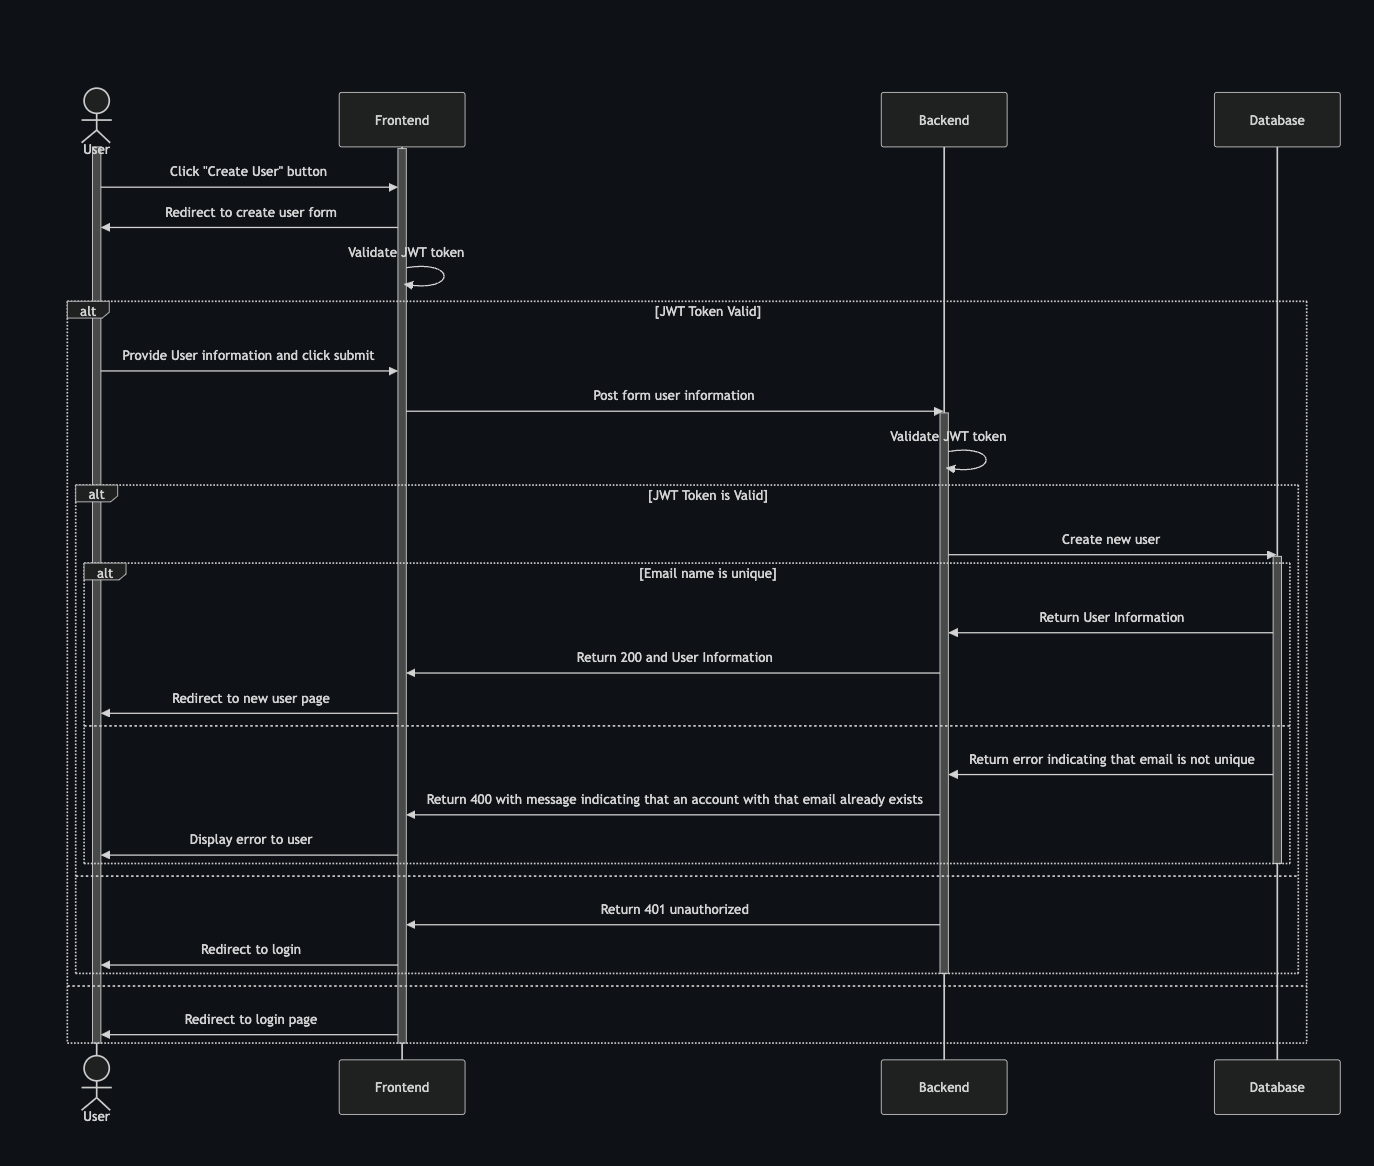 User
Frontend
Backend
Database
Click "Create User" button
Redirect to create user form
Validate JWT token
alt
[JWT Token Valid]
Provide User information and click submit
Post form user information
Validate JWT token
alt
[JWT Token is Valid]
Create new user
alt
[Email name is unique]
Return User Information
Return 200 and User Information
Redirect to new user page
Return error indicating that email is not unique
Return 400 with message indicating that an account with that email already exists
Display error to user
Return 401 unauthorized
Redirect to login
Redirect to login page
User
Frontend
Backend
Database